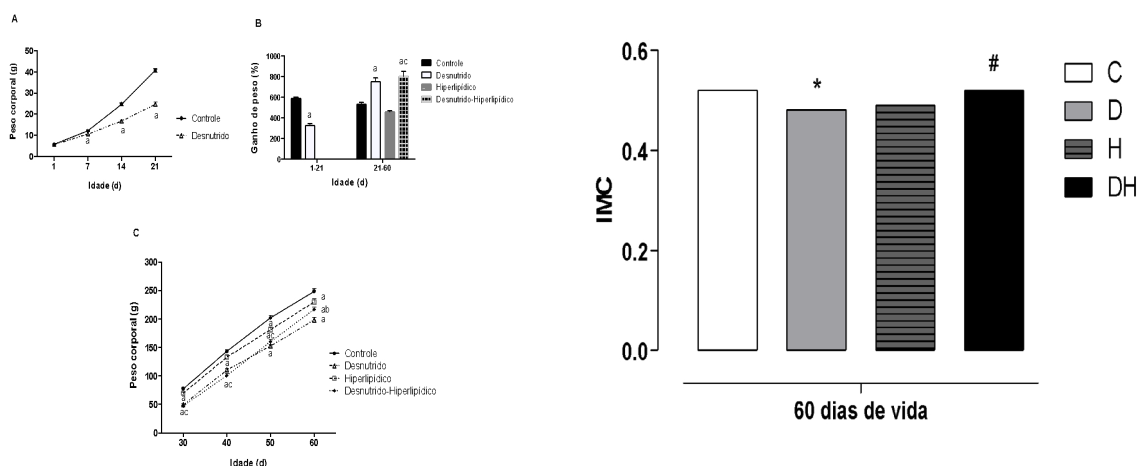 A
Peso corporal (g)
50
40
30
20
10
0
a
a
a
1
7
14
21
Idade (d)
Controle
Desnutrido
B
Ganho de peso (%)
1000
800
600
400
200
0
a
a
ac
1-21
21-60
Idade (d)
Controle
Desnutrido
Hiperlipídico
Desnutrido-Hiperlipídico
C
Peso corporal (g)
300
250
200
150
100
50
0
ac
a
ac
a
a
a
ab
a
30
40
50
60
Idade (d)
Controle
Desnutrido
Hiperlipídico
Desnutrido-Hiperlipídico
IMC
0.6
0.4
0.2
0.0
*
#
60 dias de vida
C
D
H
DH